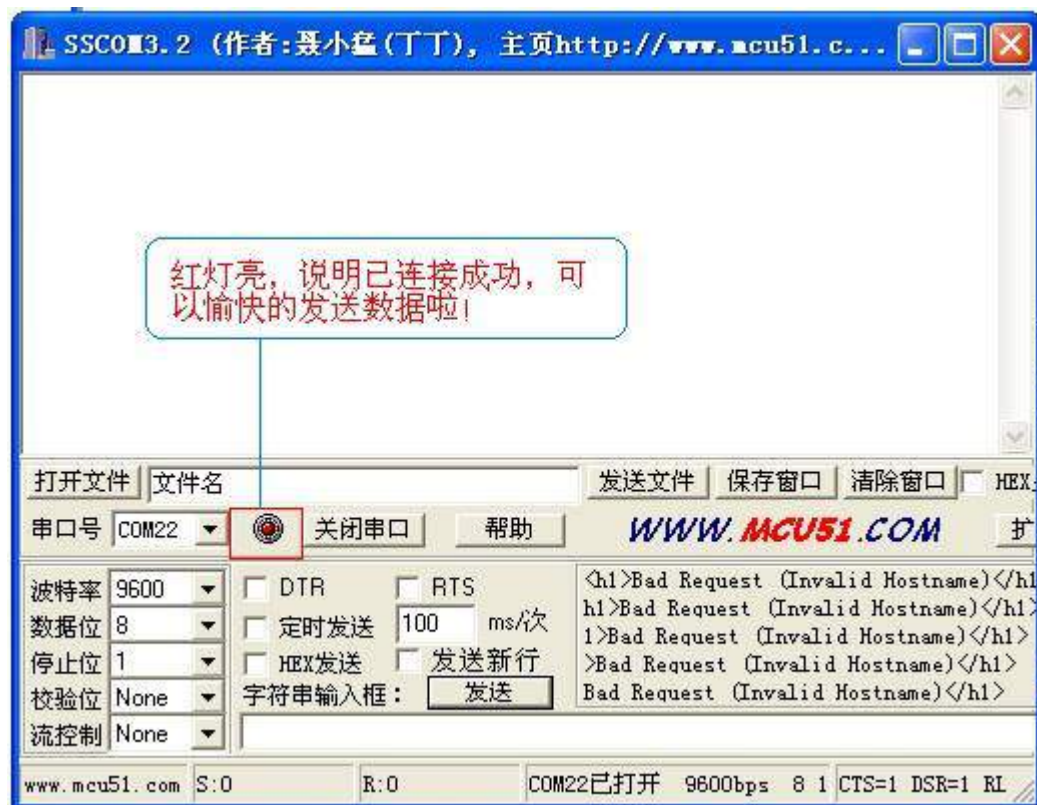 SSCOM3.2 (作者:聂小猛(丁丁), 主页http://www.mcu51.c...
红灯亮，说明已连接成功，可
以愉快的发送数据啦!
打开文件 文件名 发送文件 保存窗口 清除窗口 HEX
串口号 COM22 关闭串口 帮助 WWW.MCU51.COM 扩
波特率 9600 DTR RTS <h1>Bad Request (Invalid Hostname)</h1
数据位 8 定时发送 100 ms/次 h1>Bad Request (Invalid Hostname)</h1>
1>Bad Request (Invalid Hostname)</h1>
停止位 1 HEX发送 发送新行 >Bad Request (Invalid Hostname)</h1>
校验位 None 字符串输入框: 发送 Bad Request (Invalid Hostname)</h1>
流控制 None
www.mcu51.com S:0 R:0 COM22已打开 9600bps 8 1 CTS=1 DSR=1 RL